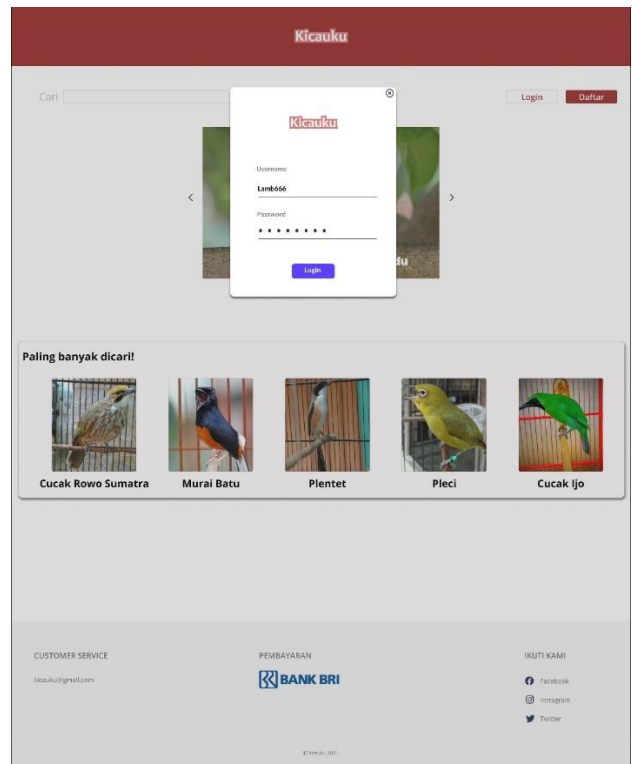 Kicauku
Cari
Login
Daftar
Kicauku
Username
Lamb666
Password
Login
du
Paling banyak dicari!
Cucak Rowo Sumatra
Murai Batu
Plentet
Pleci
Cucak Ijo
CUSTOMER SERVICE
PEMBAYARAN
IKUTI KAMI
kicauku@gmail.com
BANK BRI
Facebook
Instagram
Twitter